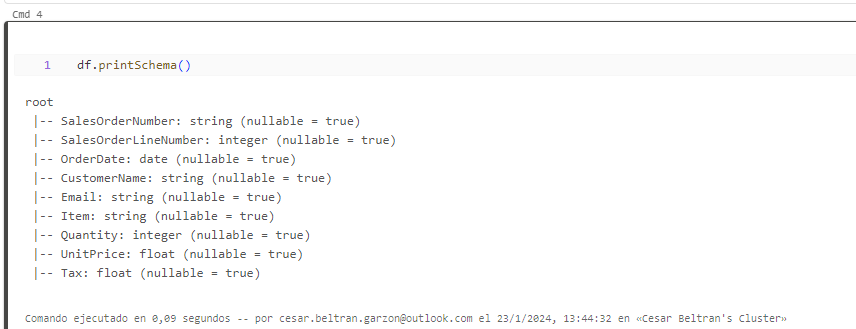 Cmd 4
1 df.printSchema()
root
|-- SalesOrderNumber: string (nullable = true)
|-- SalesOrderLineNumber: integer (nullable = true)
|-- OrderDate: date (nullable = true)
|-- CustomerName: string (nullable = true)
|-- Email: string (nullable = true)
|-- Item: string (nullable = true)
|-- Quantity: integer (nullable = true)
|-- UnitPrice: float (nullable = true)
|-- Tax: float (nullable = true)
Comando ejecutado en 0,09 segundos -- por cesar.beltran.garzon@outlook.com el 23/1/2024, 13:44:32 en «Cesar Beltran's Cluster»